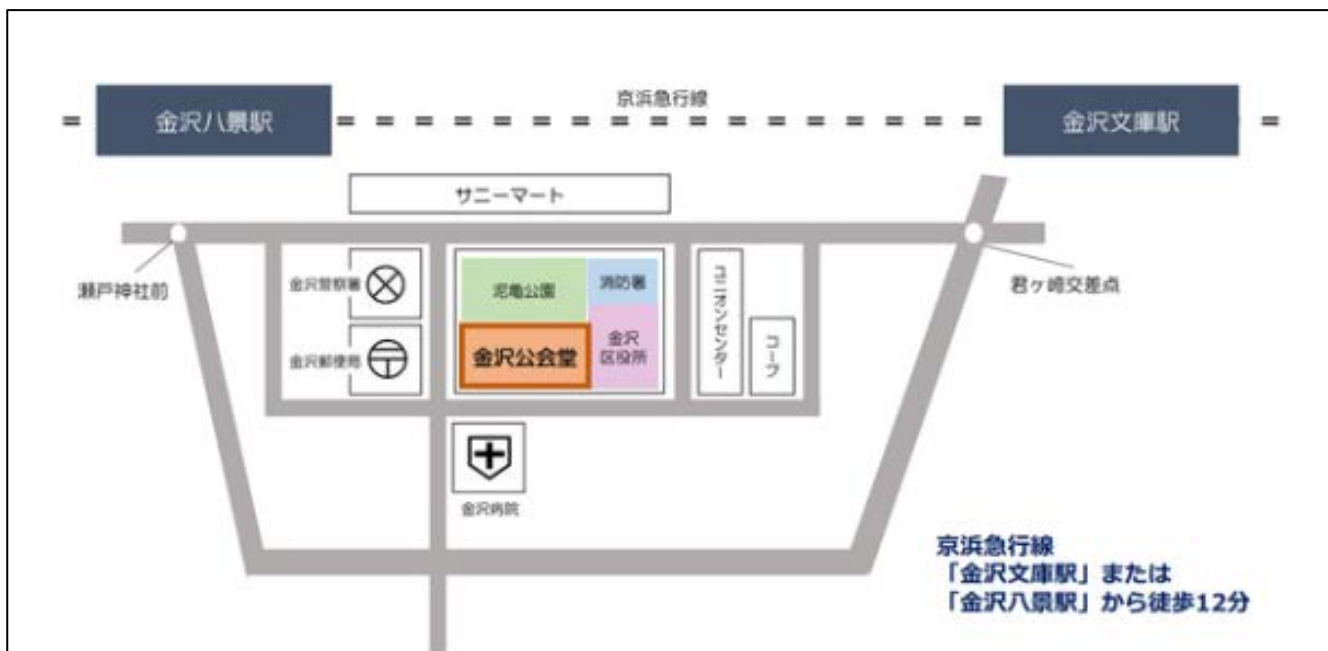 京浜急行線
金沢八景駅
金沢文庫駅
サニーマート
瀬戸神社前
金沢警察署
泥亀公園
消防署
ユニオンセンター
君ヶ崎交差点
金沢郵便局
金沢公会堂
金沢
区役所
コープ
金沢病院
京浜急行線
「金沢文庫駅」または
「金沢八景駅」から徒歩12分